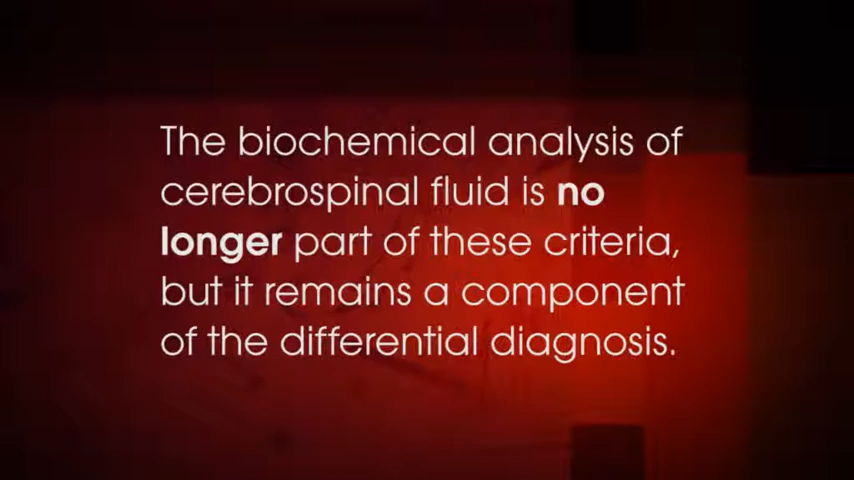 The biochemical analysis of
cerebrospinal fluid is no
longer part of these criteria,
but it remains a component
of the differential diagnosis.